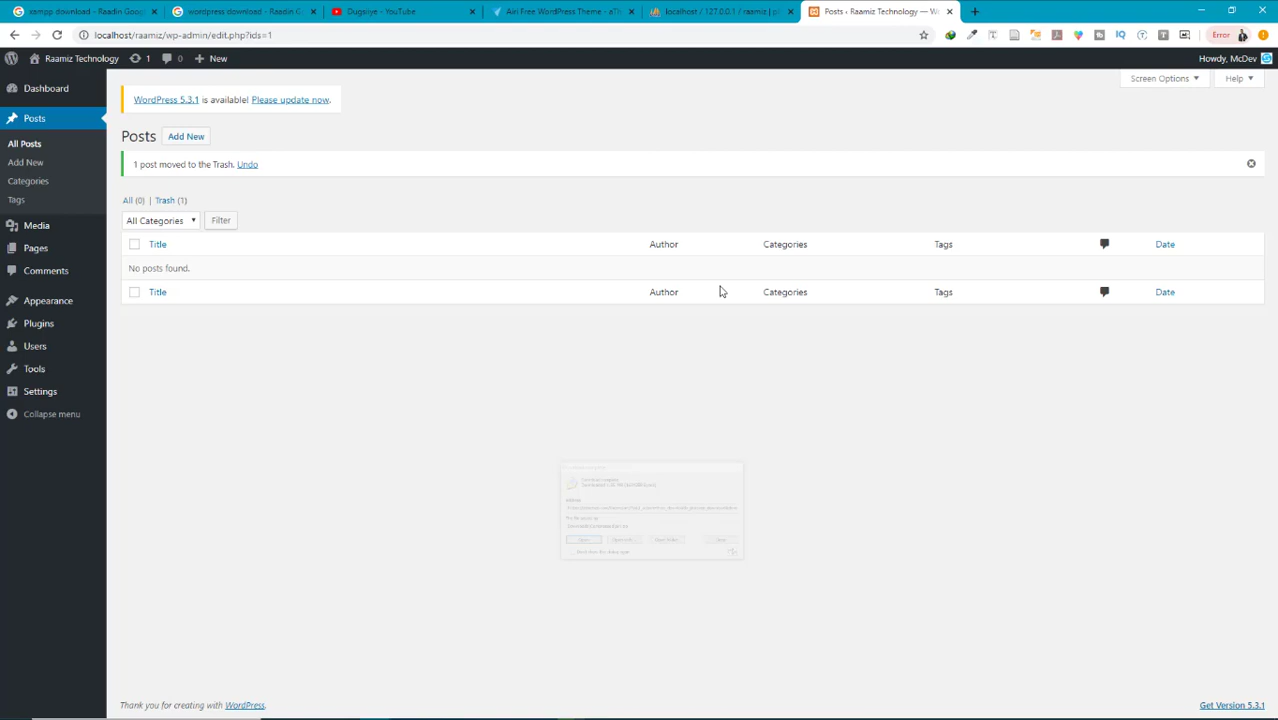 xampp download - Raadin Googl
wordpress download - Raadin G
Dugsiiye - YouTube
Airi Free WordPress Theme - aTh
localhost / 127.0.0.1 / raamiz | p
Posts ‹ Raamiz Technology — W
localhost/raamiz/wp-admin/edit.php?ids=1
Error
Raamiz Technology
1
0
New
Howdy, McDev
Dashboard
Posts
All Posts
Add New
Categories
Tags
Media
Pages
Comments
Appearance
Plugins
Users
Tools
Settings
Collapse menu
Screen Options
Help
WordPress 5.3.1 is available! Please update now.
Posts Add New
1 post moved to the Trash. Undo
All (0) | Trash (1)
All Categories Filter
Title Author Categories Tags Date
No posts found.
Title Author Categories Tags Date
Thank you for creating with WordPress.
Get Version 5.3.1